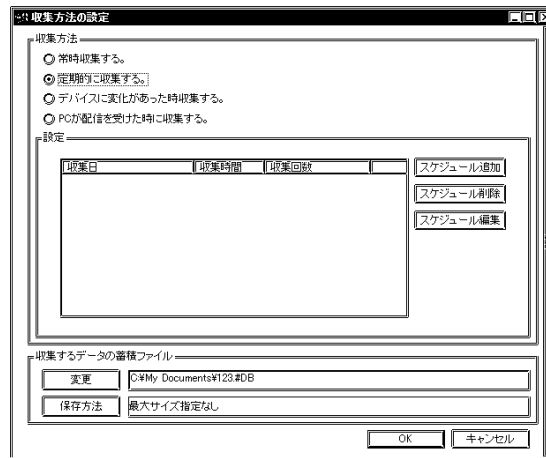 収集方法の設定
収集方法
常時収集する。
定期的に収集する。
デバイスに変化があった時収集する。
PCが配信を受けた時に収集する。
設定
収集日 収集時間 収集回数
スケジュール追加
スケジュール削除
スケジュール編集
収集するデータの蓄積ファイル
変更 C:¥My Documents¥123.#DB
保存方法 最大サイズ指定なし
OK キャンセル